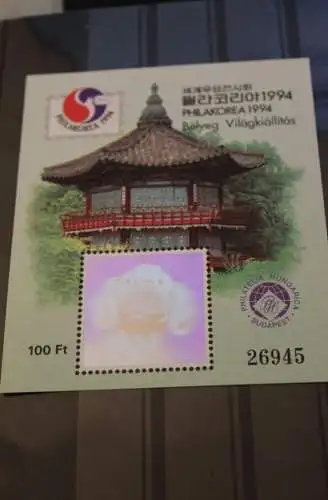 세계우표전시회
필라코리아1994
PHILAKOREA 1994
Bélyeg Világkiállítás
PHILAKOREA 1994
100 Ft
PHILATELIA HUNGARICA
BUDAPEST
26945